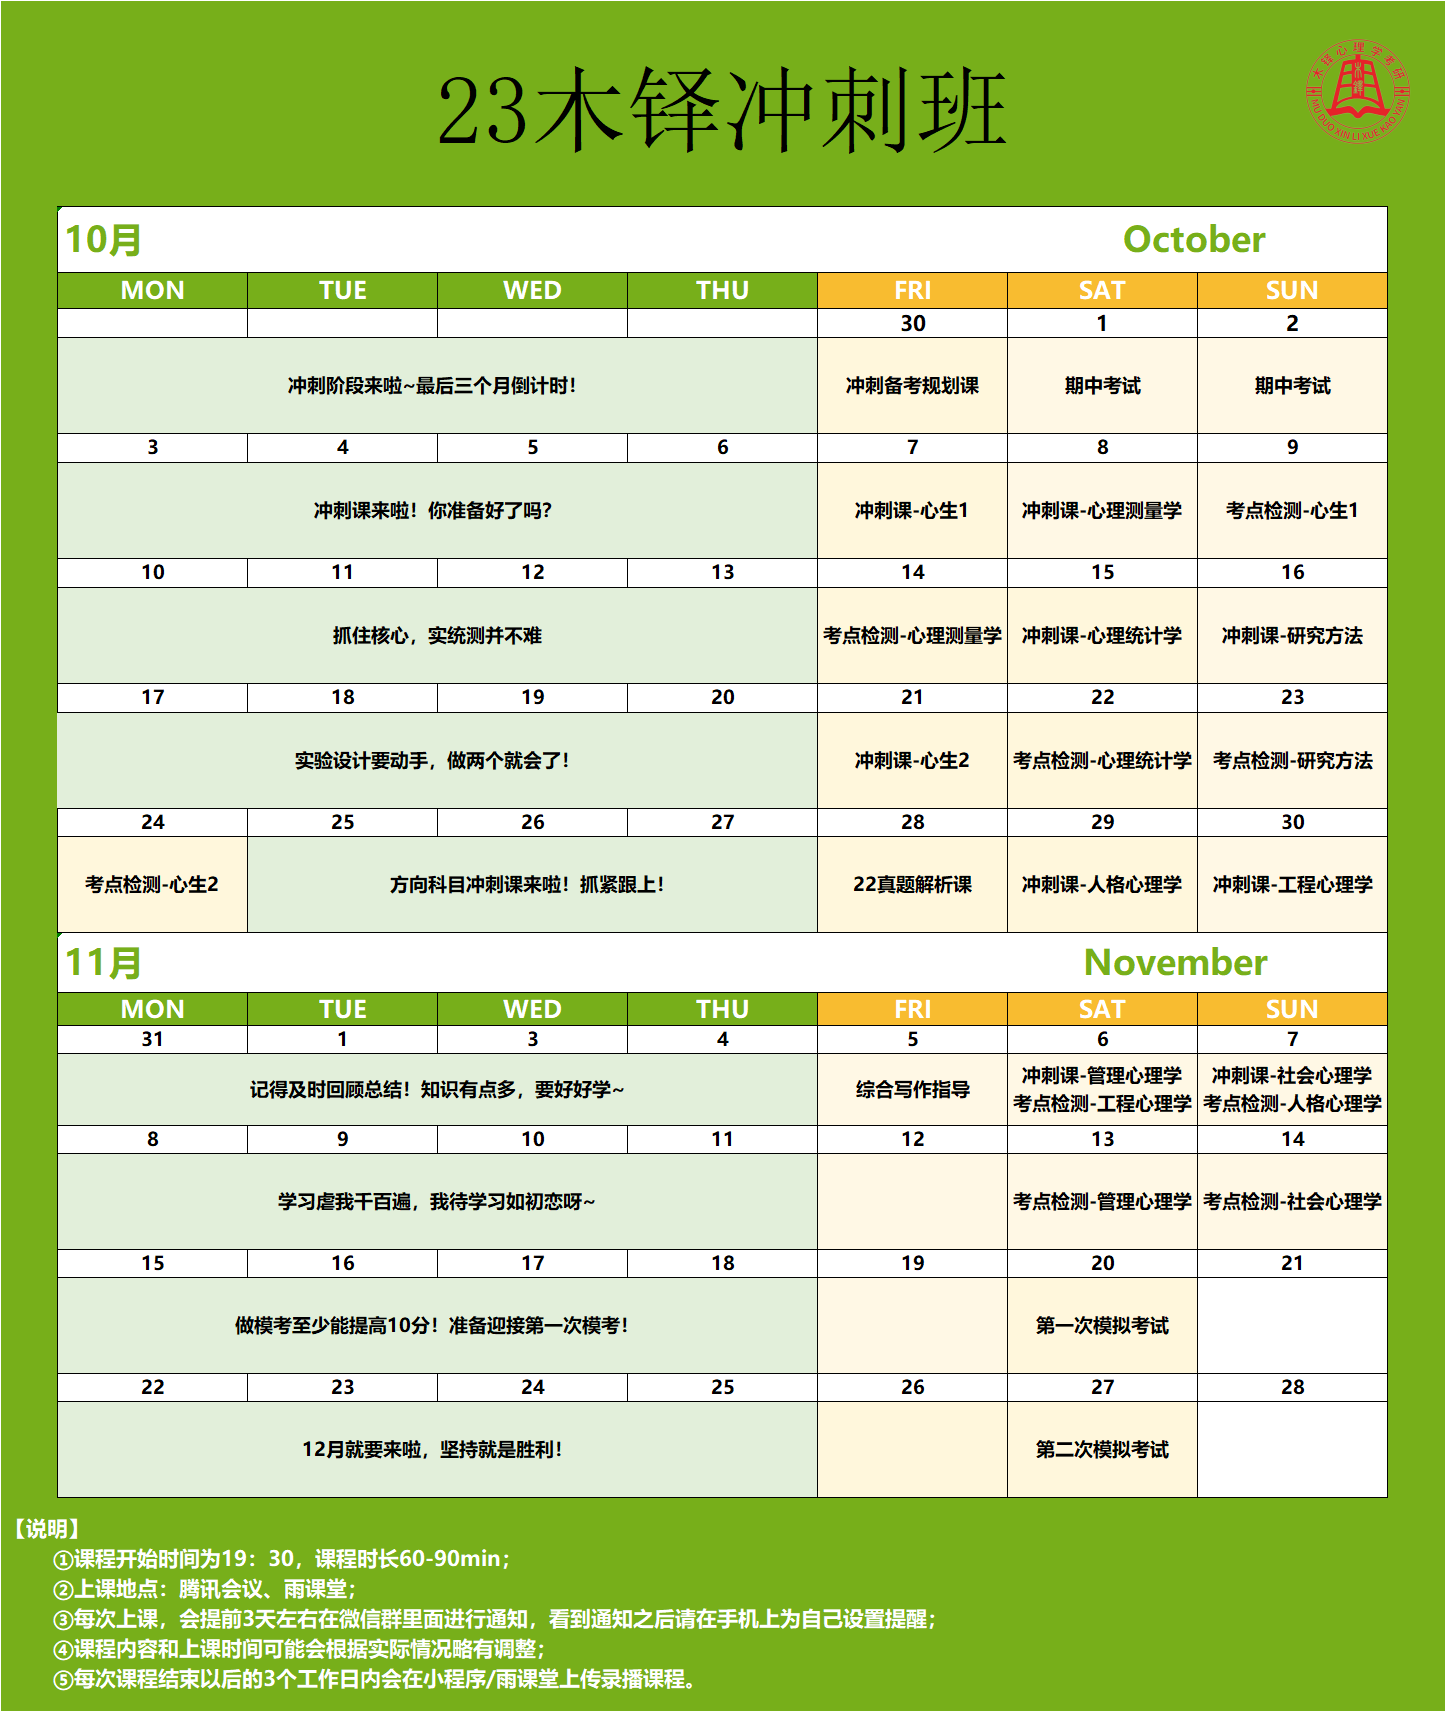 23木铎冲刺班
木铎心理学考研
MU DUO XIN LI XUE KAO YAN
10月 October
MON TUE WED THU FRI SAT SUN
30 1 2
冲刺阶段来啦~最后三个月倒计时！ 冲刺备考规划课 期中考试 期中考试
3 4 5 6 7 8 9
冲刺课来啦！你准备好了吗？ 冲刺课-心生1 冲刺课-心理测量学 考点检测-心生1
10 11 12 13 14 15 16
抓住核心，实统测并不难 考点检测-心理测量学 冲刺课-心理统计学 冲刺课-研究方法
17 18 19 20 21 22 23
实验设计要动手，做两个就会了！ 冲刺课-心生2 考点检测-心理统计学 考点检测-研究方法
24 25 26 27 28 29 30
考点检测-心生2 方向科目冲刺课来啦！抓紧跟上！ 22真题解析课 冲刺课-人格心理学 冲刺课-工程心理学
11月 November
MON TUE WED THU FRI SAT SUN
31 1 3 4 5 6 7
记得及时回顾总结！知识有点多，要好好学~ 综合写作指导 冲刺课-管理心理学 冲刺课-社会心理学
考点检测-工程心理学 考点检测-人格心理学
8 9 10 11 12 13 14
学习虐我千百遍，我待学习如初恋呀~ 考点检测-管理心理学 考点检测-社会心理学
15 16 17 18 19 20 21
做模考至少能提高10分！准备迎接第一次模考！ 第一次模拟考试
22 23 24 25 26 27 28
12月就要来啦，坚持就是胜利！ 第二次模拟考试
【说明】
①课程开始时间为19：30，课程时长60-90min；
②上课地点：腾讯会议、雨课堂；
③每次上课，会提前3天左右在微信群里面进行通知，看到通知之后请在手机上为自己设置提醒；
④课程内容和上课时间可能会根据实际情况略有调整；
⑤每次课程结束以后的3个工作日内会在小程序/雨课堂上传录播课程。